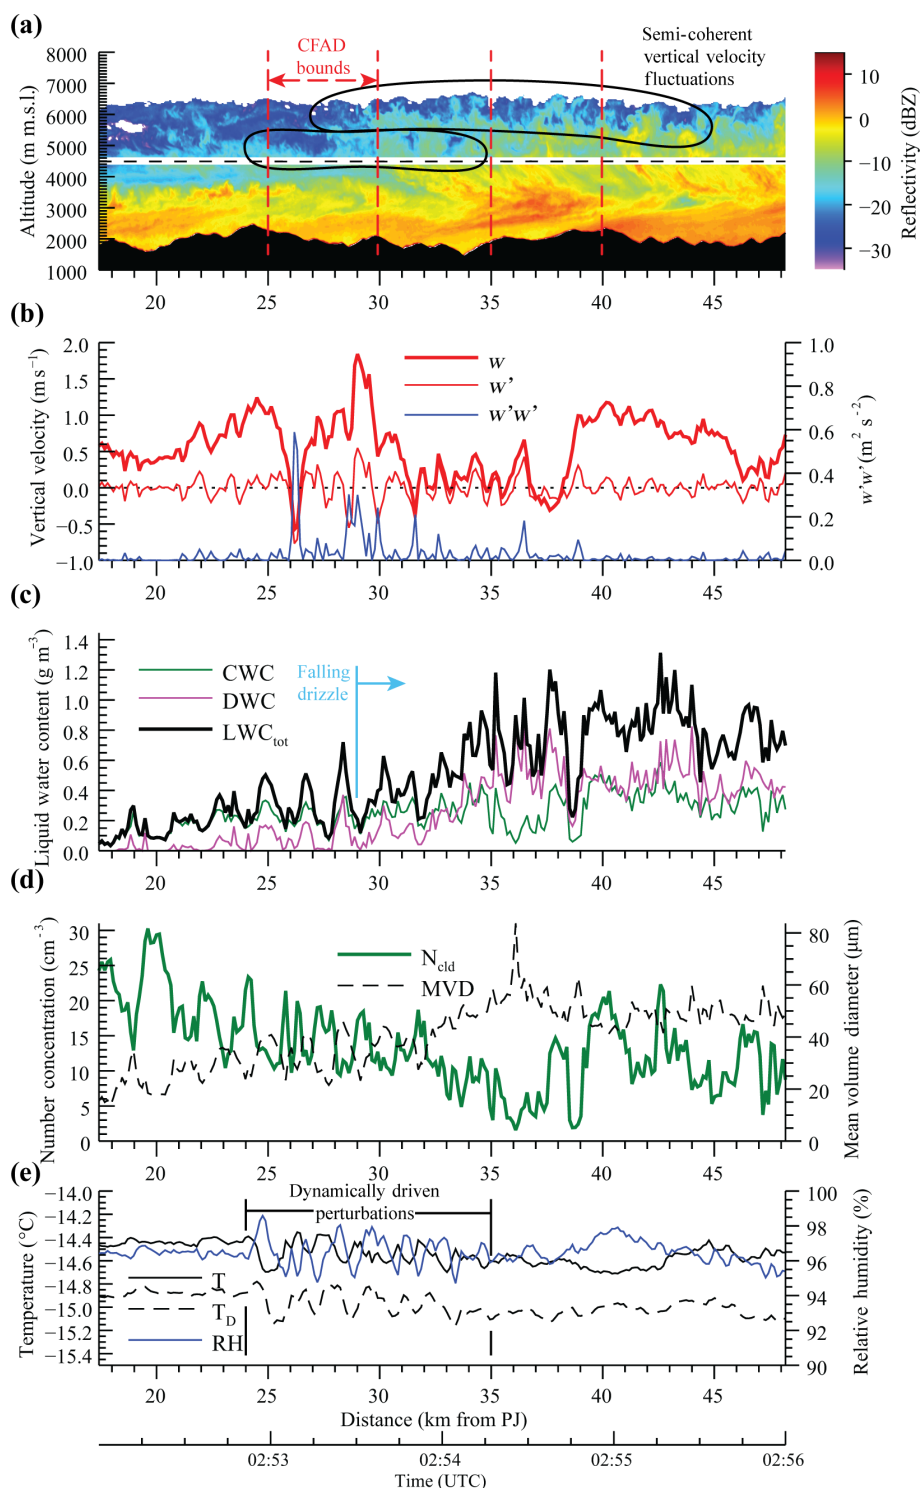 (a)
8000
7000
6000
5000
4000
3000
2000
1000
Altitude (m m.s.l.)
CFAD
bounds
Semi-coherent
vertical velocity
fluctuations
10
0
−10
−20
−30
Reflectivity (dBZ)
20 25 30 35 40 45
(b)
2.0
1.5
1.0
0.5
0.0
−0.5
−1.0
Vertical velocity (m s⁻¹)
w
w'
w'w'
1.0
0.8
0.6
0.4
0.2
0.0
w'w' (m² s⁻²)
20 25 30 35 40 45
(c)
1.4
1.2
1.0
0.8
0.6
0.4
0.2
0.0
Liquid water content (g m⁻³)
CWC
DWC
LWCtot
Falling
drizzle
20 25 30 35 40 45
(d)
30
25
20
15
10
5
0
Number concentration (cm⁻³)
Ncld
MVD
80
60
40
20
0
Mean volume diameter (µm)
20 25 30 35 40 45
(e)
−14.0
−14.2
−14.4
−14.6
−14.8
−15.0
−15.2
−15.4
Temperature (°C)
Dynamically driven
perturbations
T
TD
RH
100
98
96
94
92
90
Relative humidity (%)
20 25 30 35 40 45
Distance (km from PJ)
02:53 02:54 02:55 02:56
Time (UTC)